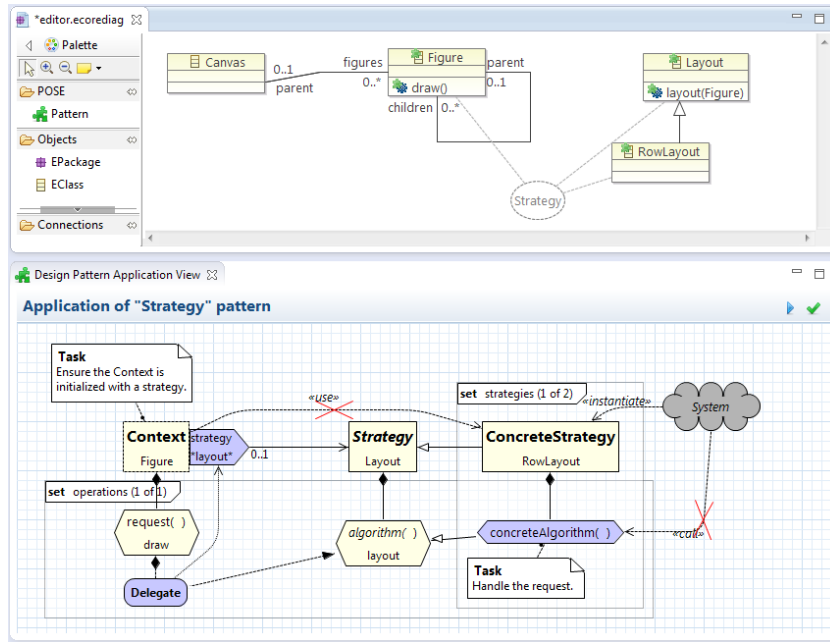 *editor.ecorediag
Palette
POSE
Pattern
Objects
EPackage
EClass
Connections
Canvas
0..1
parent
figures
0..*
Figure
draw()
parent
0..1
children
0..*
Layout
layout(Figure)
RowLayout
Strategy
Design Pattern Application View
Application of "Strategy" pattern
Task
Ensure the Context is
initialized with a strategy.
«use»
set strategies (1 of 2)
«instantiate»
System
Context
Figure
strategy
*layout*
0..1
Strategy
Layout
ConcreteStrategy
RowLayout
set operations (1 of 1)
request( )
draw
algorithm( )
layout
concreteAlgorithm( )
«call»
Delegate
Task
Handle the request.